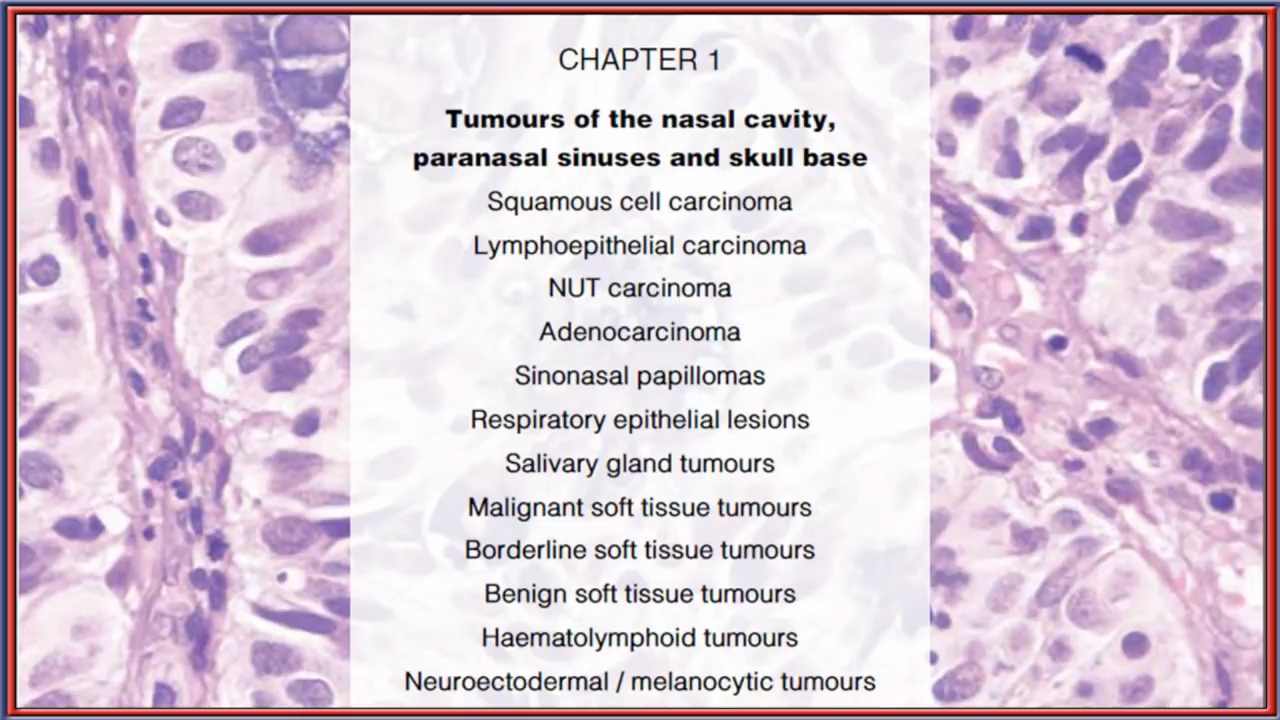 CHAPTER 1
Tumours of the nasal cavity,
paranasal sinuses and skull base
Squamous cell carcinoma
Lymphoepithelial carcinoma
NUT carcinoma
Adenocarcinoma
Sinonasal papillomas
Respiratory epithelial lesions
Salivary gland tumours
Malignant soft tissue tumours
Borderline soft tissue tumours
Benign soft tissue tumours
Haematolymphoid tumours
Neuroectodermal / melanocytic tumours